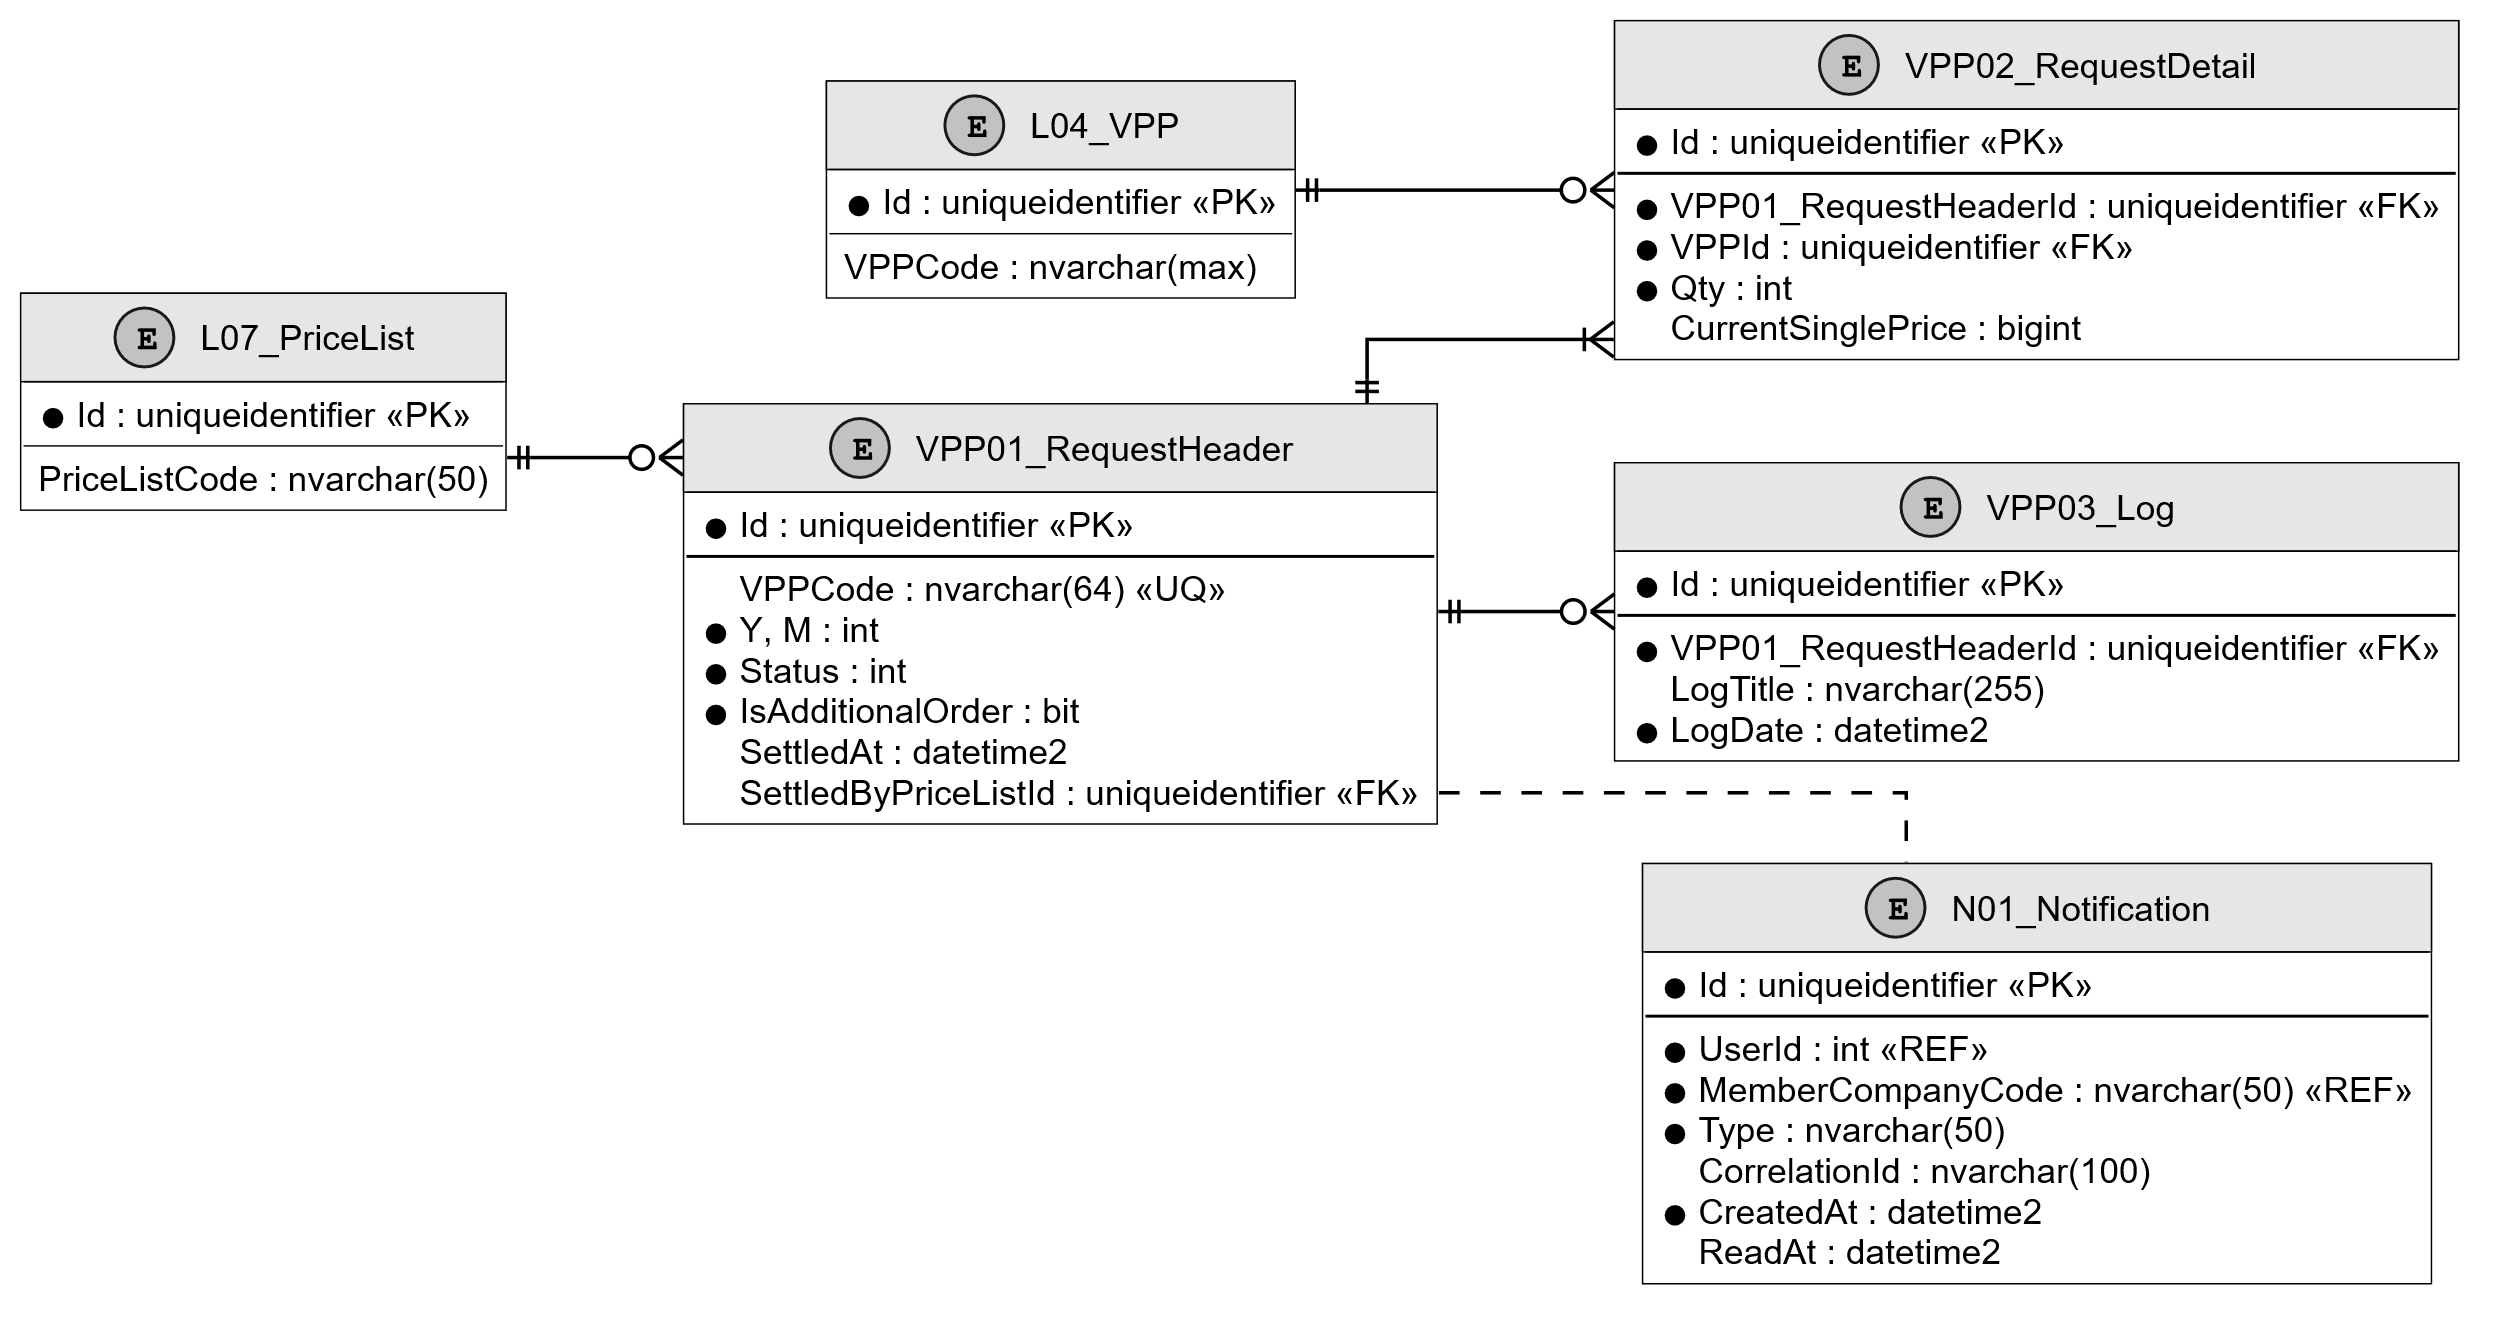 E L07_PriceList
Id : uniqueidentifier «PK»
PriceListCode : nvarchar(50)
E L04_VPP
Id : uniqueidentifier «PK»
VPPCode : nvarchar(max)
E VPP01_RequestHeader
Id : uniqueidentifier «PK»
VPPCode : nvarchar(64) «UQ»
Y, M : int
Status : int
IsAdditionalOrder : bit
SettledAt : datetime2
SettledByPriceListId : uniqueidentifier «FK»
E VPP02_RequestDetail
Id : uniqueidentifier «PK»
VPP01_RequestHeaderId : uniqueidentifier «FK»
VPPId : uniqueidentifier «FK»
Qty : int
CurrentSinglePrice : bigint
E VPP03_Log
Id : uniqueidentifier «PK»
VPP01_RequestHeaderId : uniqueidentifier «FK»
LogTitle : nvarchar(255)
LogDate : datetime2
E N01_Notification
Id : uniqueidentifier «PK»
UserId : int «REF»
MemberCompanyCode : nvarchar(50) «REF»
Type : nvarchar(50)
CorrelationId : nvarchar(100)
CreatedAt : datetime2
ReadAt : datetime2